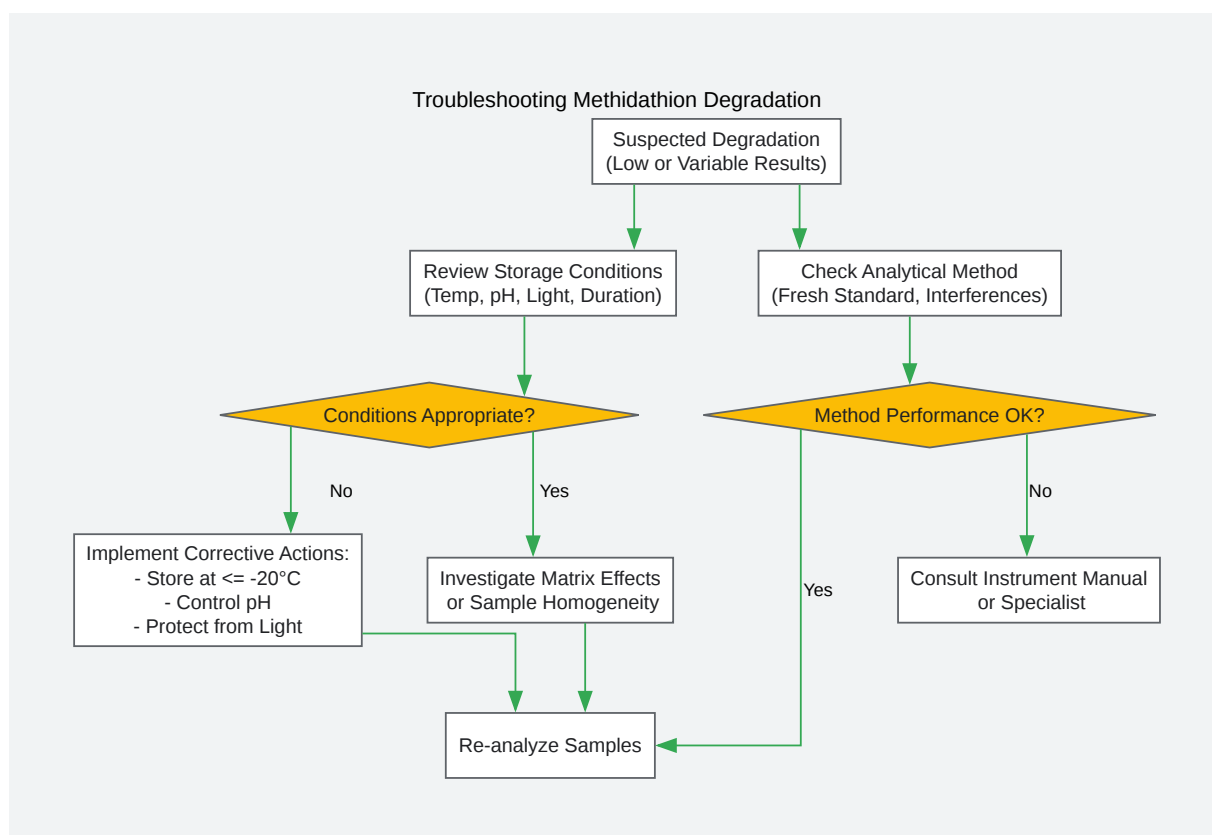 Troubleshooting Methidathion Degradation
Suspected Degradation
(Low or Variable Results)
Review Storage Conditions
(Temp, pH, Light, Duration)
Check Analytical Method
(Fresh Standard, Interferences)
Conditions Appropriate?
Method Performance OK?
No
Yes
No
Implement Corrective Actions:
- Store at <= -20°C
- Control pH
- Protect from Light
Investigate Matrix Effects
or Sample Homogeneity
Yes
Consult Instrument Manual
or Specialist
Re-analyze Samples